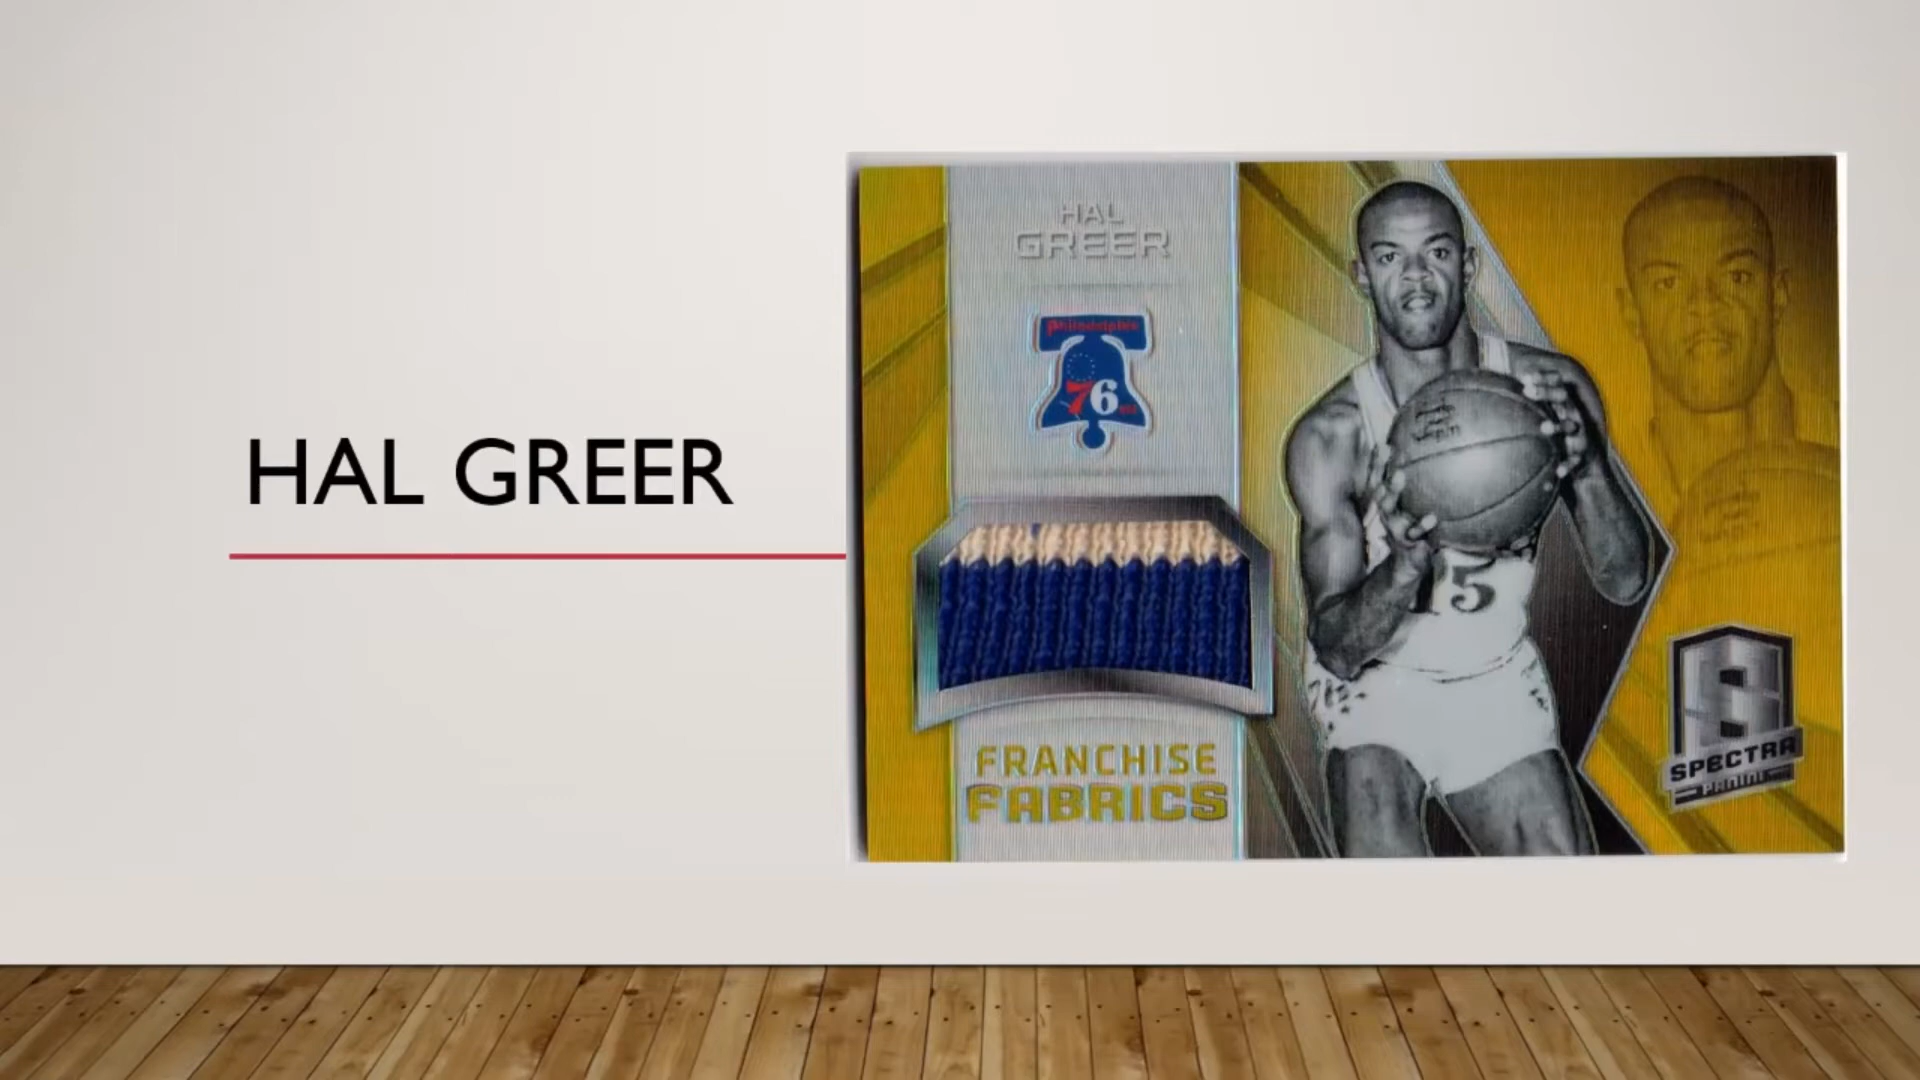 HAL GREER
HAL
GREER
Philadelphia
76
FRANCHISE
FABRICS
15
SPECTRA
PANINI